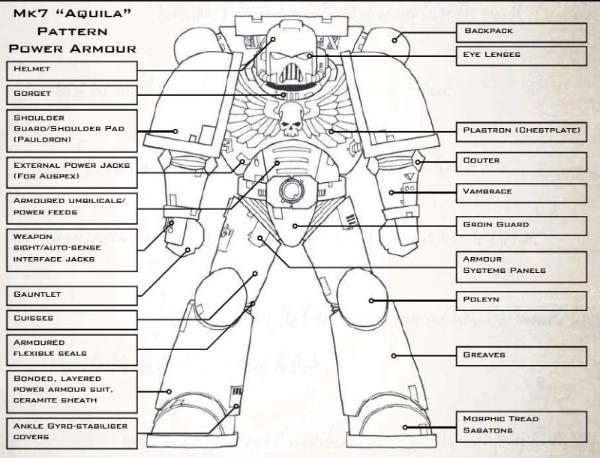 Mk7 “Aquila”
Pattern
Power Armour
Helmet
Gorget
Shoulder
Guard/Shoulder Pad
(Pauldron)
External Power Jacks
(For Auspex)
Armoured umbilicals/
power feeds
Weapon
sight/auto-sense
interface jacks
Gauntlet
Cuisses
Armoured
flexible seals
Bonded, layered
power armour suit,
ceramite sheath
Ankle Gyro-stabiliser
covers
Backpack
Eye Lenses
Plastron (Chestplate)
Couter
Vambrace
Groin Guard
Armour
Systems Panels
Poleyn
Greaves
Morphic Tread
Sabatons